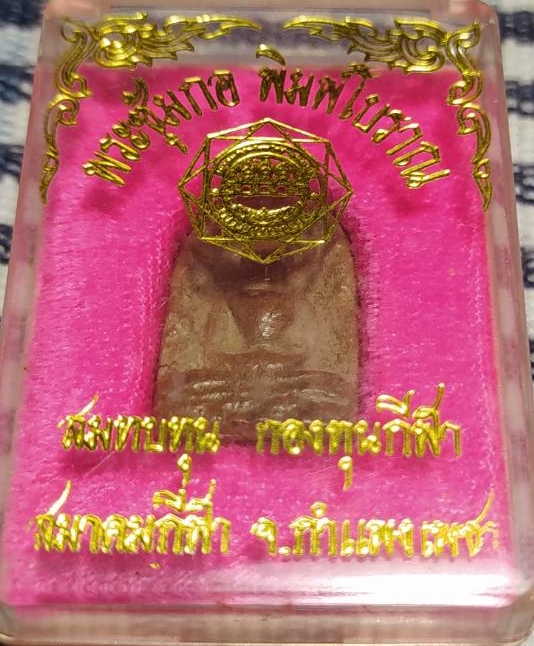 พระซุ้มกอ พิมพ์โบราณ
สมทบทุน กองทุนกีฬา
สมาคมกีฬา จ.กำแพงเพชร